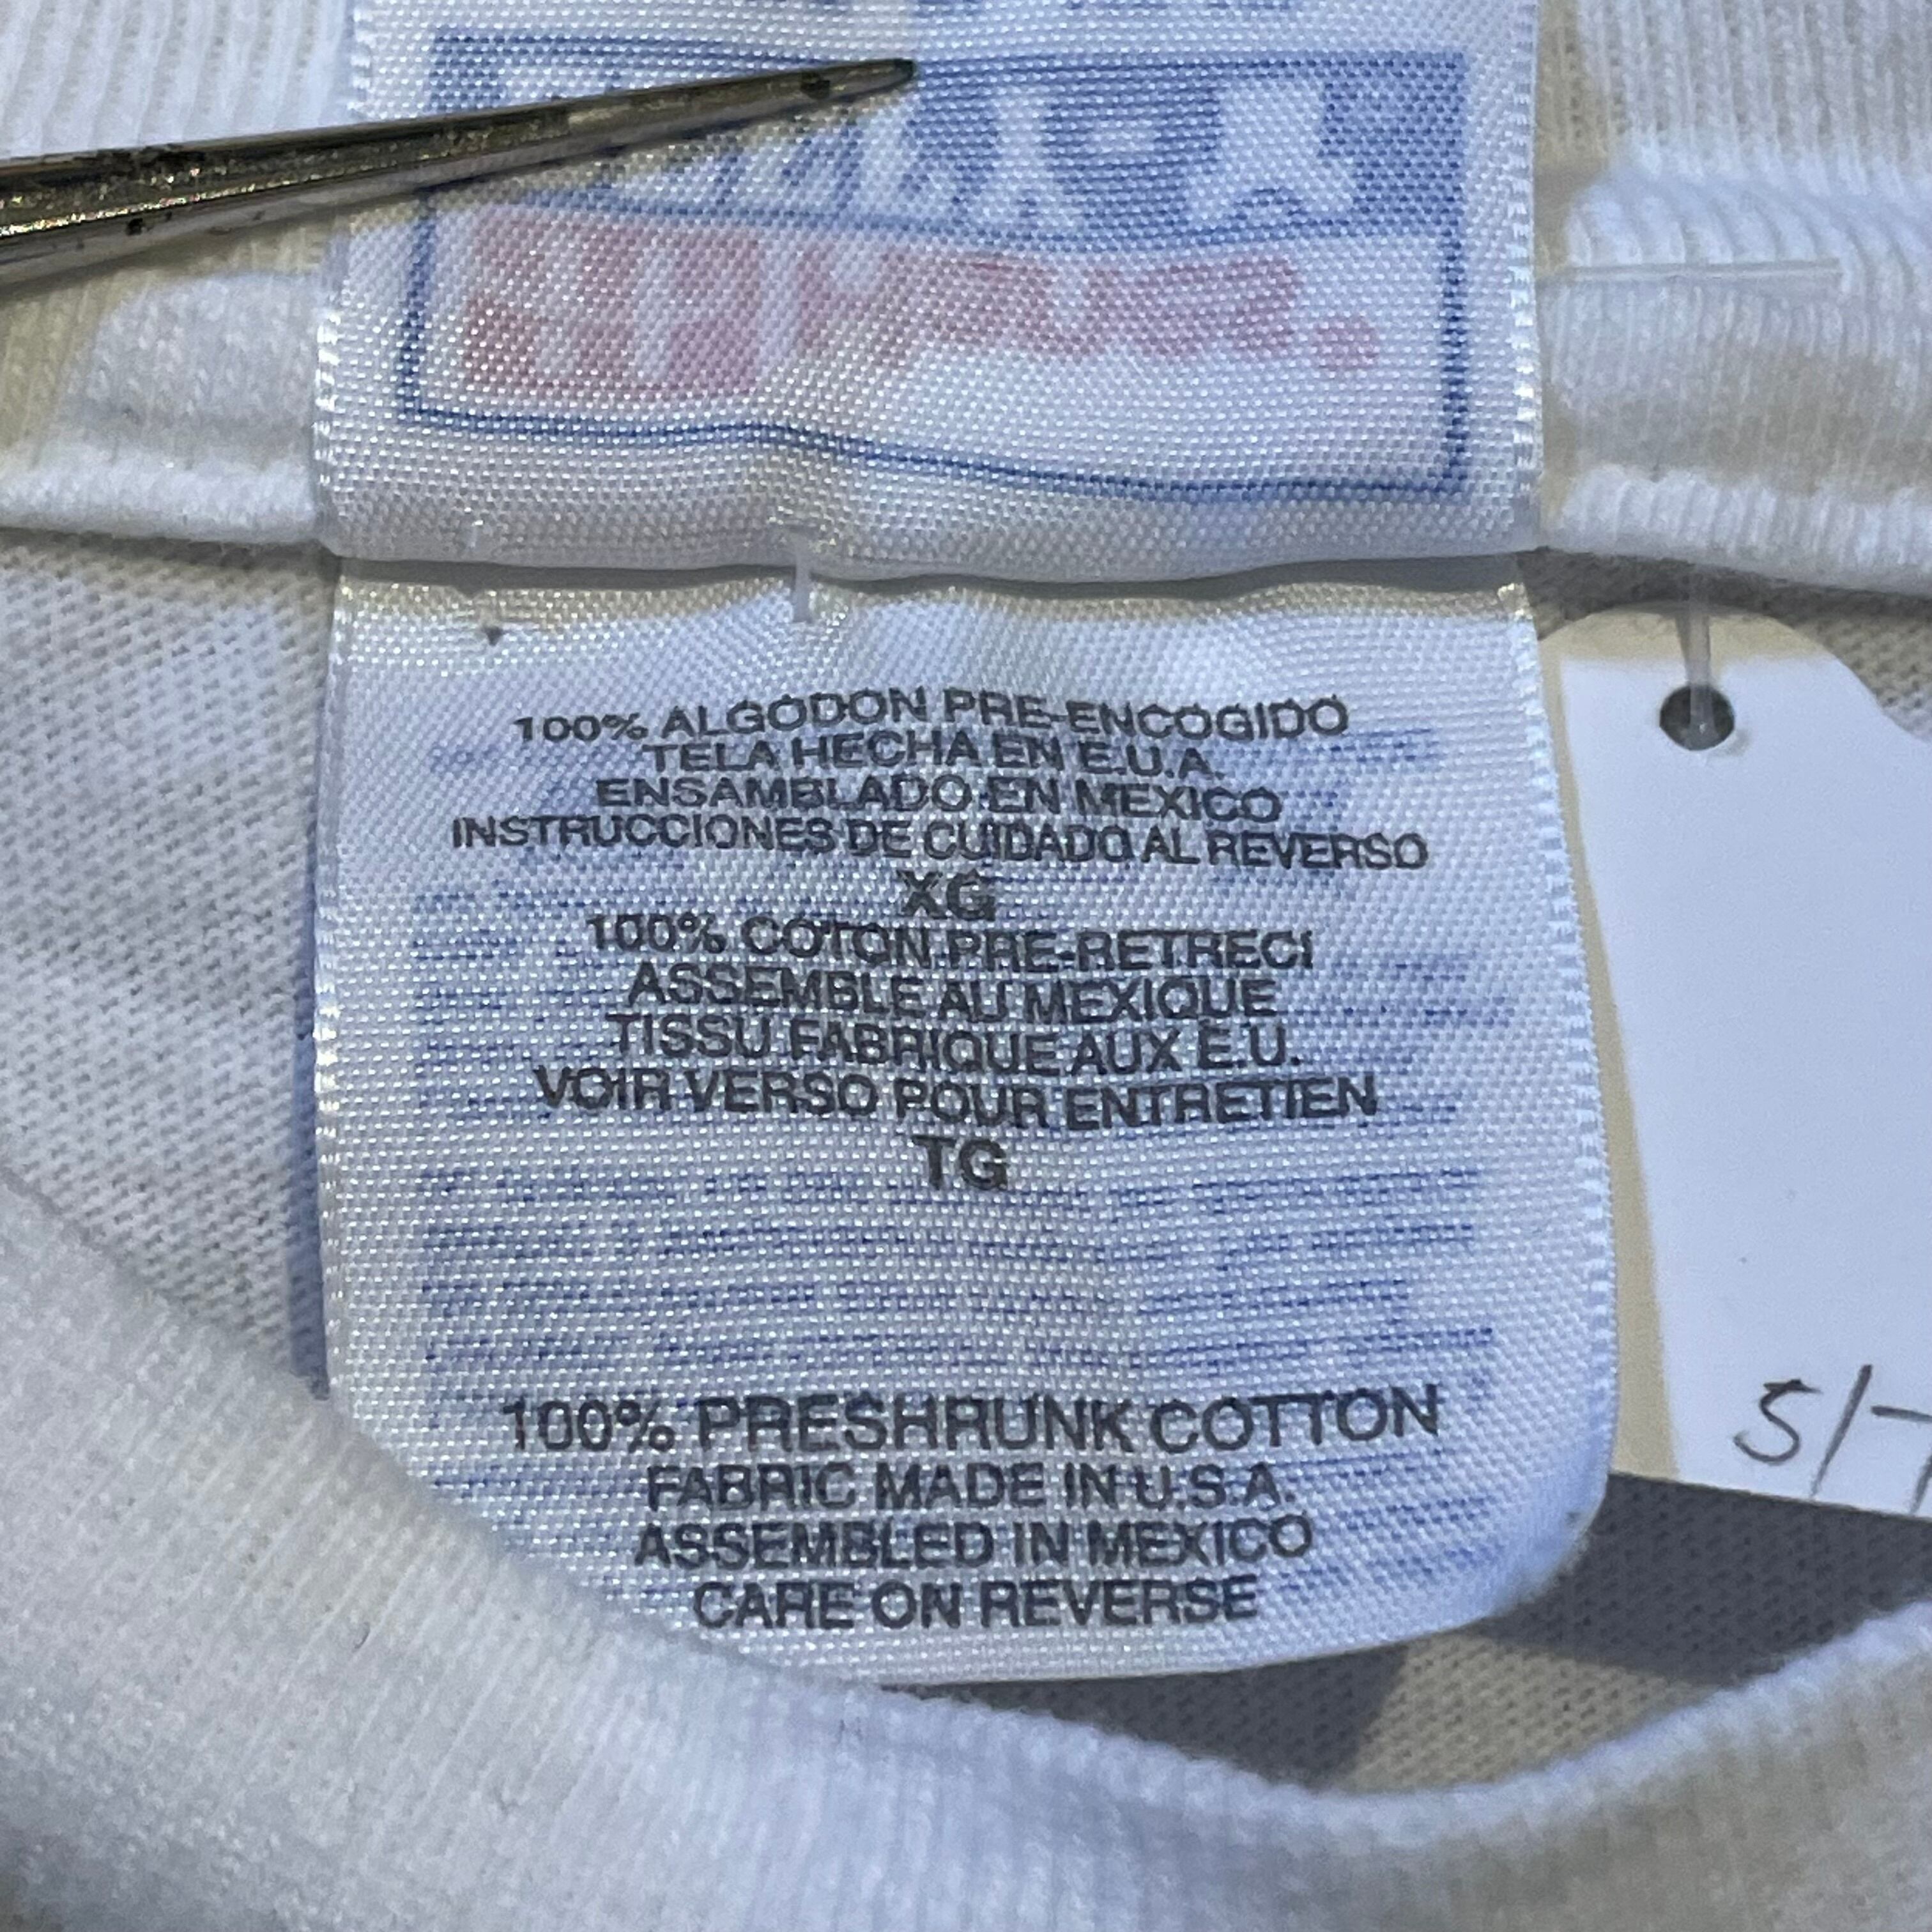 100% ALGODON PRE-ENCOGIDO
TELA HECHA EN E.U.A.
ENSAMBLADO EN MEXICO
INSTRUCCIONES DE CUIDADO AL REVERSO
XG
100% COTON PRE-RETRECI
ASSEMBLE AU MEXIQUE
TISSU FABRIQUE AUX E.U.
VOIR VERSO POUR ENTRETIEN
TG
100% PRESHRUNK COTTON
FABRIC MADE IN U.S.A.
ASSEMBLED IN MEXICO
CARE ON REVERSE